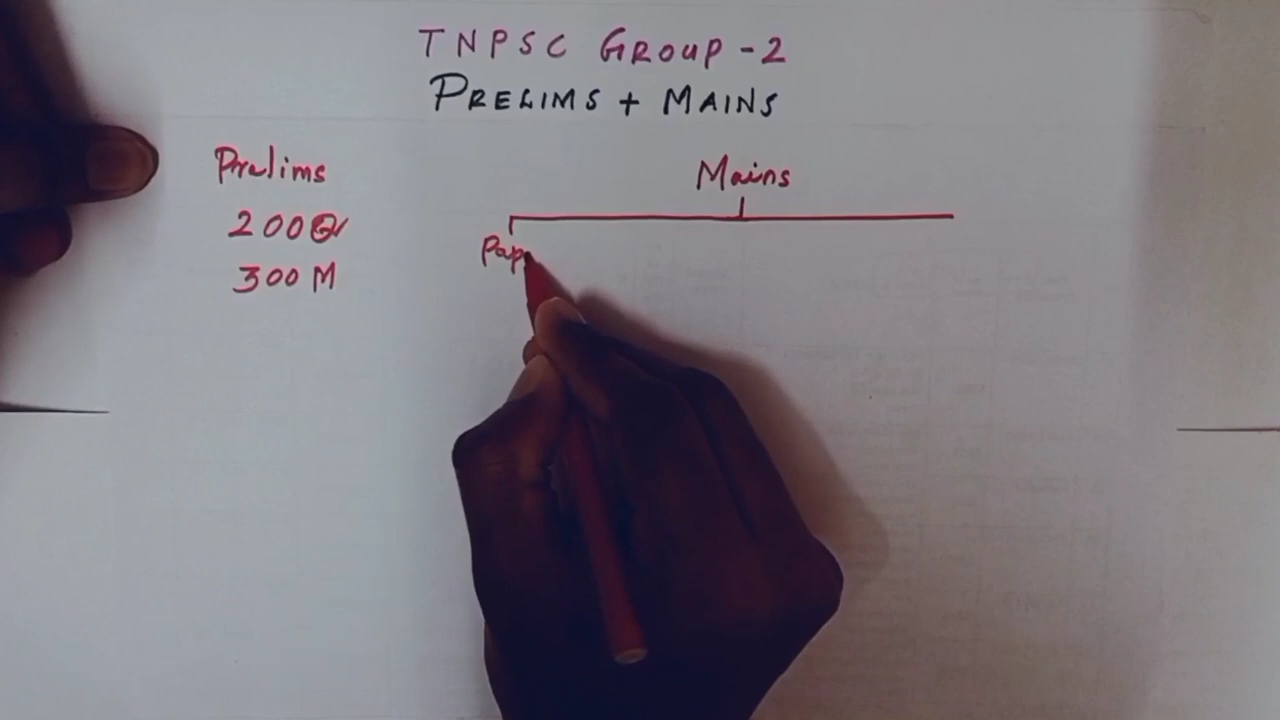 TNPSC GROUP-2
PRELIMS + MAINS
Prelims
200Q
300 M
Mains
Pap